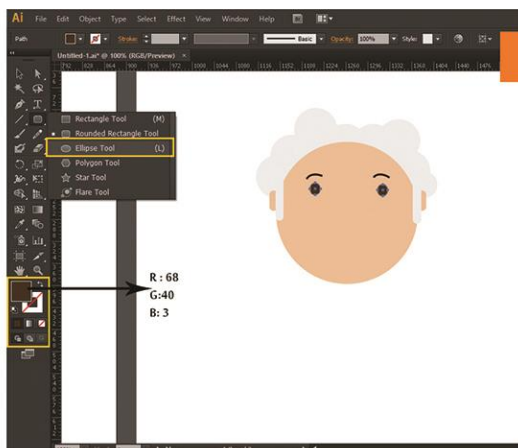 Ai File Edit Object Type Select Effect View Window Help
Path Stroke: Basic Opacity: 100% Style:
Untitled-1.ai* @ 100% (RGB/Preview) ×
Rectangle Tool (M)
Rounded Rectangle Tool
Ellipse Tool (L)
Polygon Tool
Star Tool
Flare Tool
R : 68
G:40
B: 3